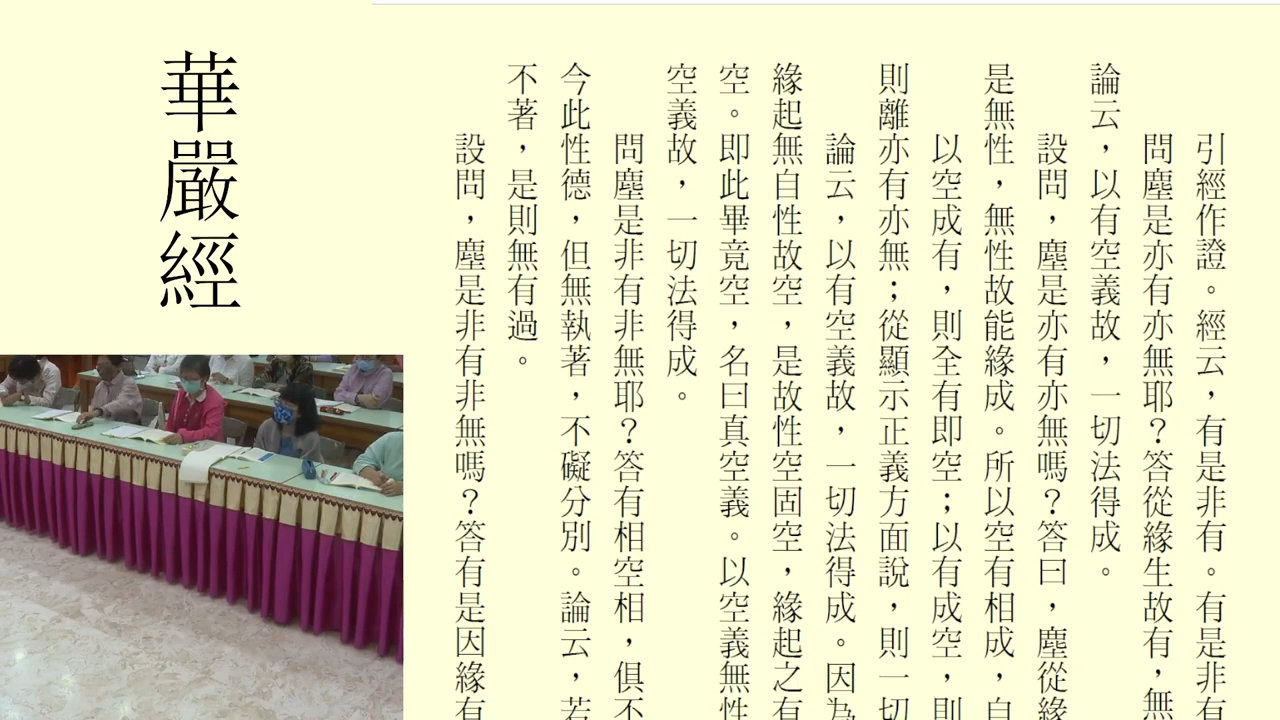 華嚴經
引經作證。經云，有是非有。有是非有
問塵是亦有亦無耶？答從緣生故有，無
論云，以有空義故，一切法得成。
設問，塵是亦有亦無嗎？答曰，塵從緣
是無性，無性故能緣成。所以空有相成，
以空成有，則全有即空；以有成空，則
則離亦有亦無；從顯示正義方面說，則一切
論云，以有空義故，一切法得成。因為
緣起無自性故空，是故性空固空，緣起之有
空。即此畢竟空，名曰真空義。以空義無性
空義故，一切法得成。
問塵是非有非無耶？答有相空相，俱不
今此性德，但無執著，不礙分別。論云，若
不著，是則無有過。
設問，塵是非有非無嗎？答有是因緣有